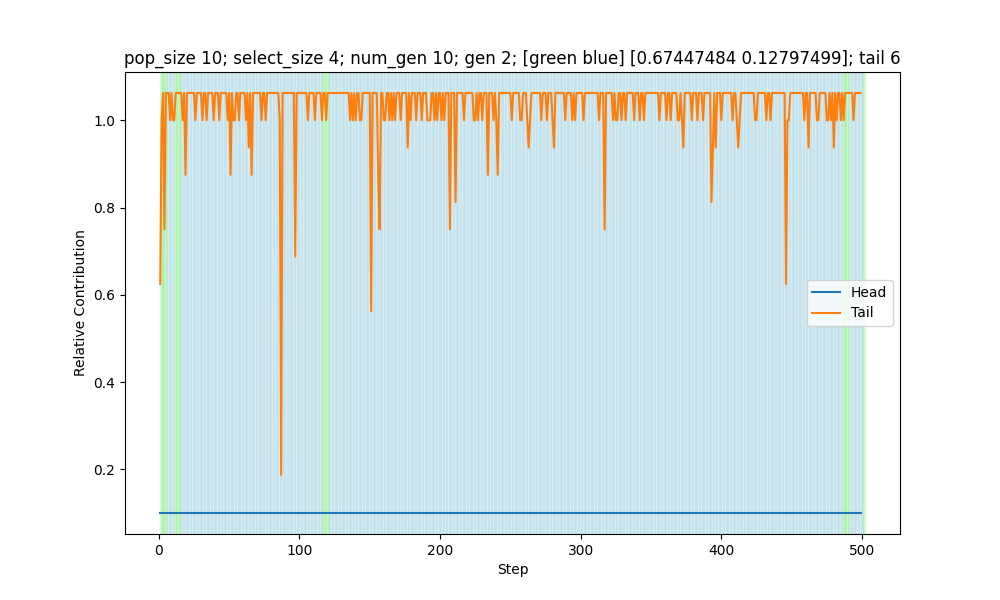 pop_size 10; select_size 4; num_gen 10; gen 2; [green blue] [0.67447484 0.12797499]; tail 6
Relative Contribution
1.0
0.8
0.6
0.4
0.2
Head
Tail
0
100
200
300
400
500
Step